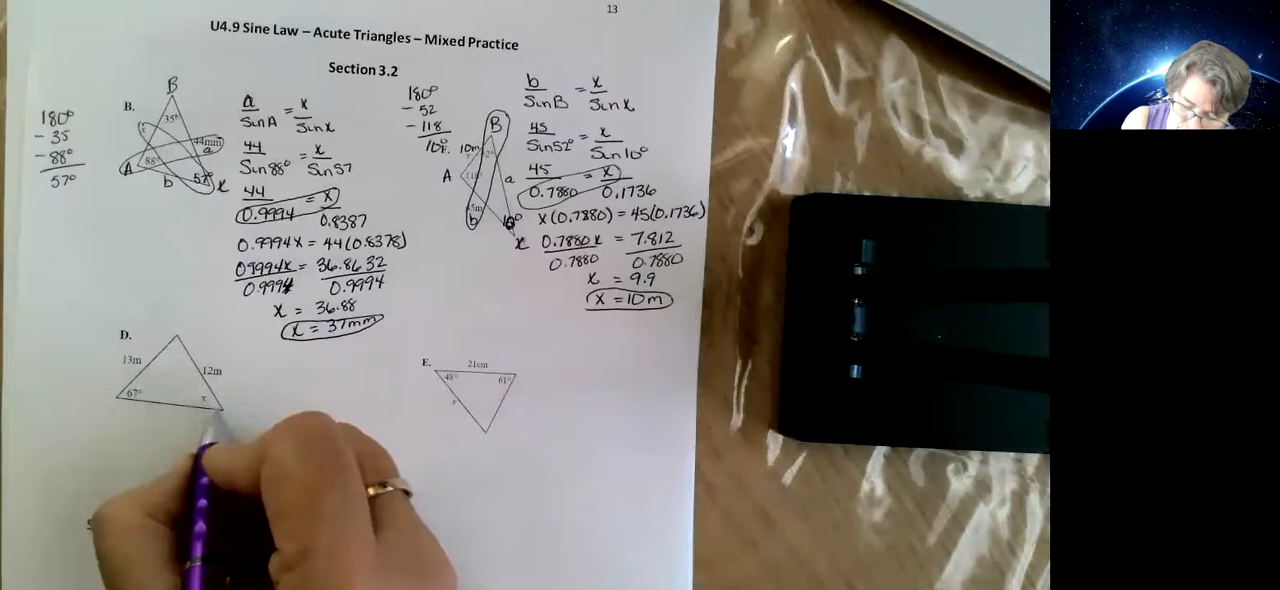 13
U4.9 Sine Law – Acute Triangles – Mixed Practice
Section 3.2
B.
180°
- 35
- 88°
57°
B
35°
x
44mm
a
88°
A
b
57°
x
a/SinA = x/Sinx
44/Sin88° = x/Sin57
44/0.9994 = x/0.8387
0.9994x = 44(0.8378)
0.9994x/0.9994 = 36.8632/0.9994
x = 36.88
x = 37mm
180°
- 52
- 118
10°
B
10m
A
a
b
10°
x
b/SinB = x/Sinx
45/Sin52° = x/Sin10°
45/0.7880 = x/0.1736
x(0.7880) = 45(0.1736)
0.7880x/0.7880 = 7.812/0.7880
x = 9.9
x = 10m
D.
13m
12m
67°
x
E.
21cm
48°
61°
x